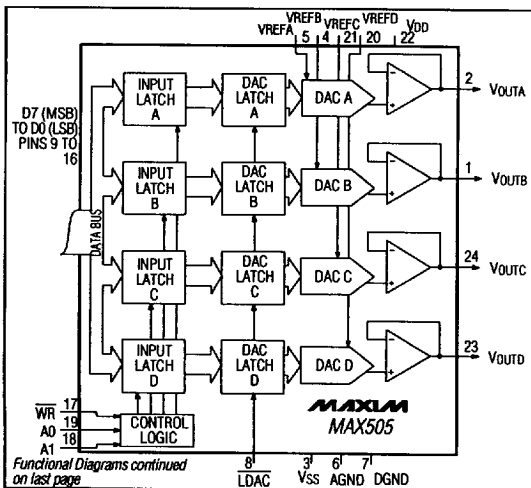 VREFB VREFD
VREFA VREFC VDD
5 4 21 20 22
INPUT LATCH A
DAC LATCH A
DAC A
-
+
2 VOUTA
D7 (MSB)
TO D0 (LSB)
PINS 9 TO
16
INPUT LATCH B
DAC LATCH B
DAC B
-
+
1 VOUTB
DATA BUS
INPUT LATCH C
DAC LATCH C
DAC C
-
+
24 VOUTC
INPUT LATCH D
DAC LATCH D
DAC D
-
+
23 VOUTD
WR 17
A0 19
A1 18
CONTROL LOGIC
MAXIM
MAX505
Functional Diagrams continued
on last page
8 3 6 7
LDAC VSS AGND DGND